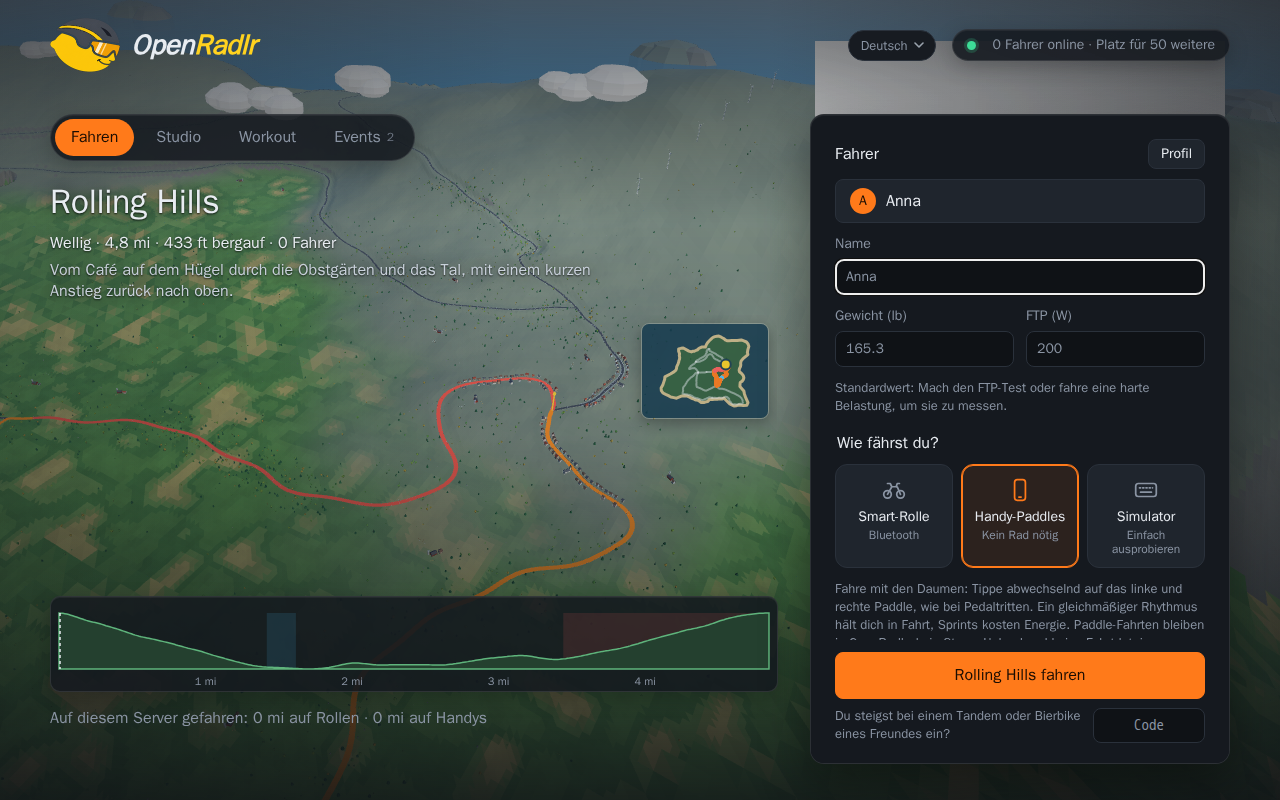 OpenRadlr
Deutsch
0 Fahrer online · Platz für 50 weitere
Fahren
Studio
Workout
Events 2
Rolling Hills
Wellig · 4,8 mi · 433 ft bergauf · 0 Fahrer
Vom Café auf dem Hügel durch die Obstgärten und das Tal, mit einem kurzen
Anstieg zurück nach oben.
1 mi
2 mi
3 mi
4 mi
Auf diesem Server gefahren: 0 mi auf Rollen · 0 mi auf Handys
Fahrer
Profil
A
Anna
Name
Anna
Gewicht (lb)
FTP (W)
165.3
200
Standardwert: Mach den FTP-Test oder fahre eine harte
Belastung, um sie zu messen.
Wie fährst du?
Smart-Rolle
Bluetooth
Handy-Paddles
Kein Rad nötig
Simulator
Einfach
ausprobieren
Fahre mit den Daumen: Tippe abwechselnd auf das linke und
rechte Paddle, wie bei Pedaltritten. Ein gleichmäßiger Rhythmus
hält dich in Fahrt, Sprints kosten Energie. Paddle-Fahrten bleiben
Rolling Hills fahren
Du steigst bei einem Tandem oder Bierbike
eines Freundes ein?
Code